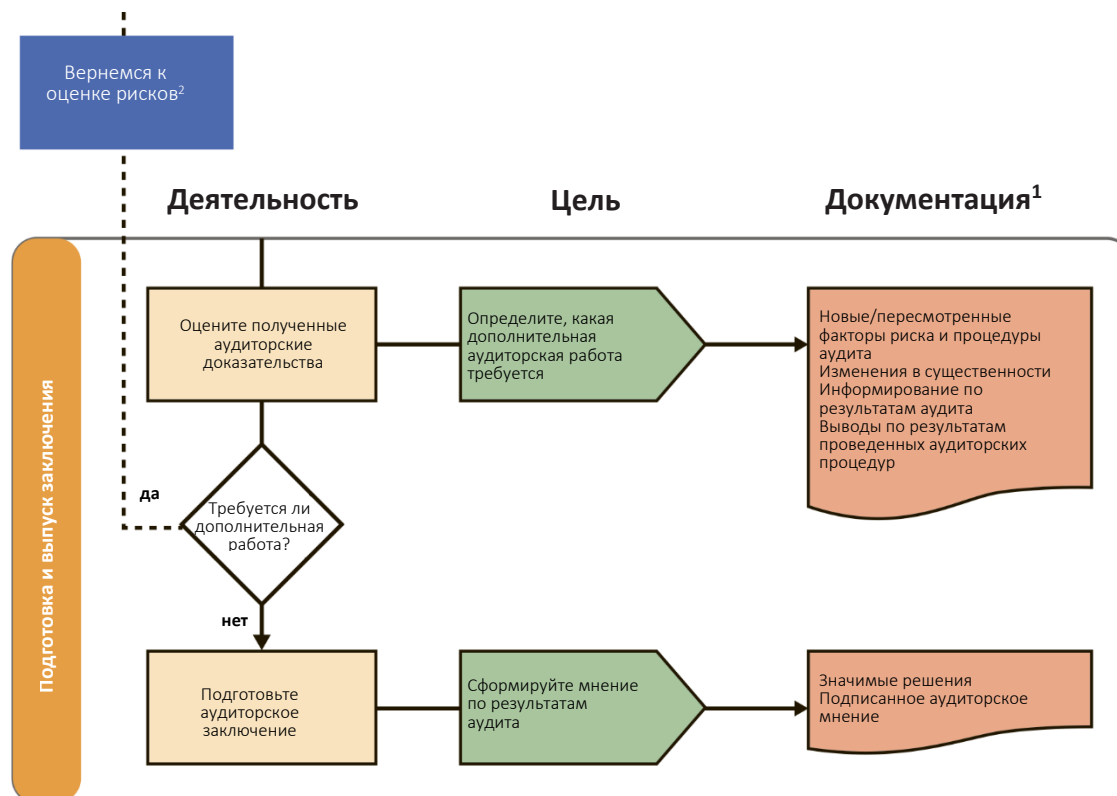 Вернемся к
оценке рисков²
Деятельность
Цель
Документация¹
Подготовка и выпуск заключения
Оцените полученные
аудиторские
доказательства
Определите, какая
дополнительная
аудиторская работа
требуется
Новые/пересмотренные
факторы риска и процедуры
аудита
Изменения в существенности
Информирование по
результатам аудита
Выводы по результатам
проведенных аудиторских
процедур
да
Требуется ли
дополнительная
работа?
нет
Подготовьте
аудиторское
заключение
Сформируйте мнение
по результатам
аудита
Значимые решения
Подписанное аудиторское
мнение